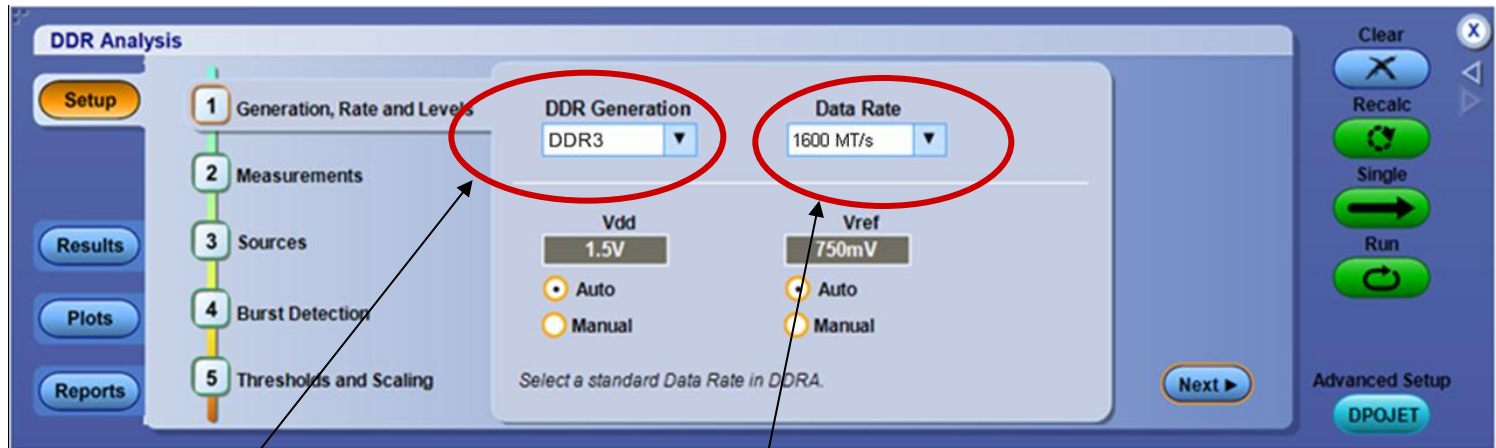 DDR Analysis
Setup
Results
Plots
Reports
1 Generation, Rate and Levels
2 Measurements
3 Sources
4 Burst Detection
5 Thresholds and Scaling
DDR Generation
DDR3
Data Rate
1600 MT/s
Vdd
1.5V
Auto
Manual
Vref
750mV
Auto
Manual
Select a standard Data Rate in DDRA.
Next
Clear
X
Recalc
Single
Run
Advanced Setup
DPOJET